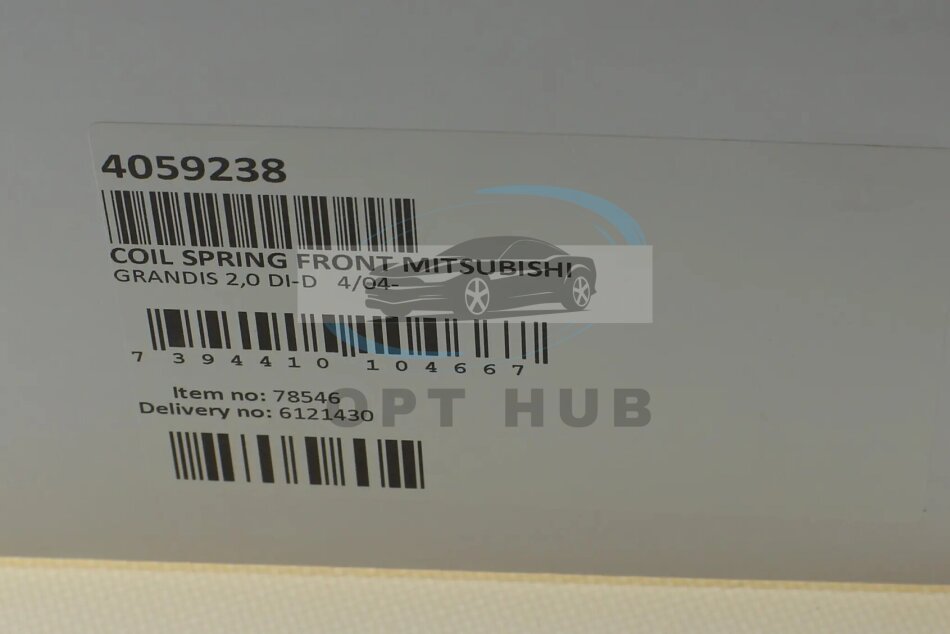 4059238
COIL SPRING FRONT MITSUBISHI
GRANDIS 2,0 DI-D 4/04-
7 394410 104667
Item no: 78546
Delivery no: 6121430
OPT HUB